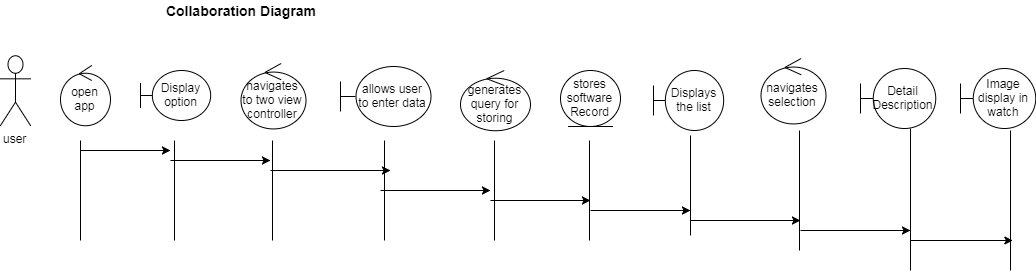 Collaboration Diagram
user
open
app
Display
option
navigates
to two view
controller
allows user
to enter data
generates
query for
storing
stores
software
Record
Displays
the list
navigates
selection
Detail
Description
Image
display in
watch